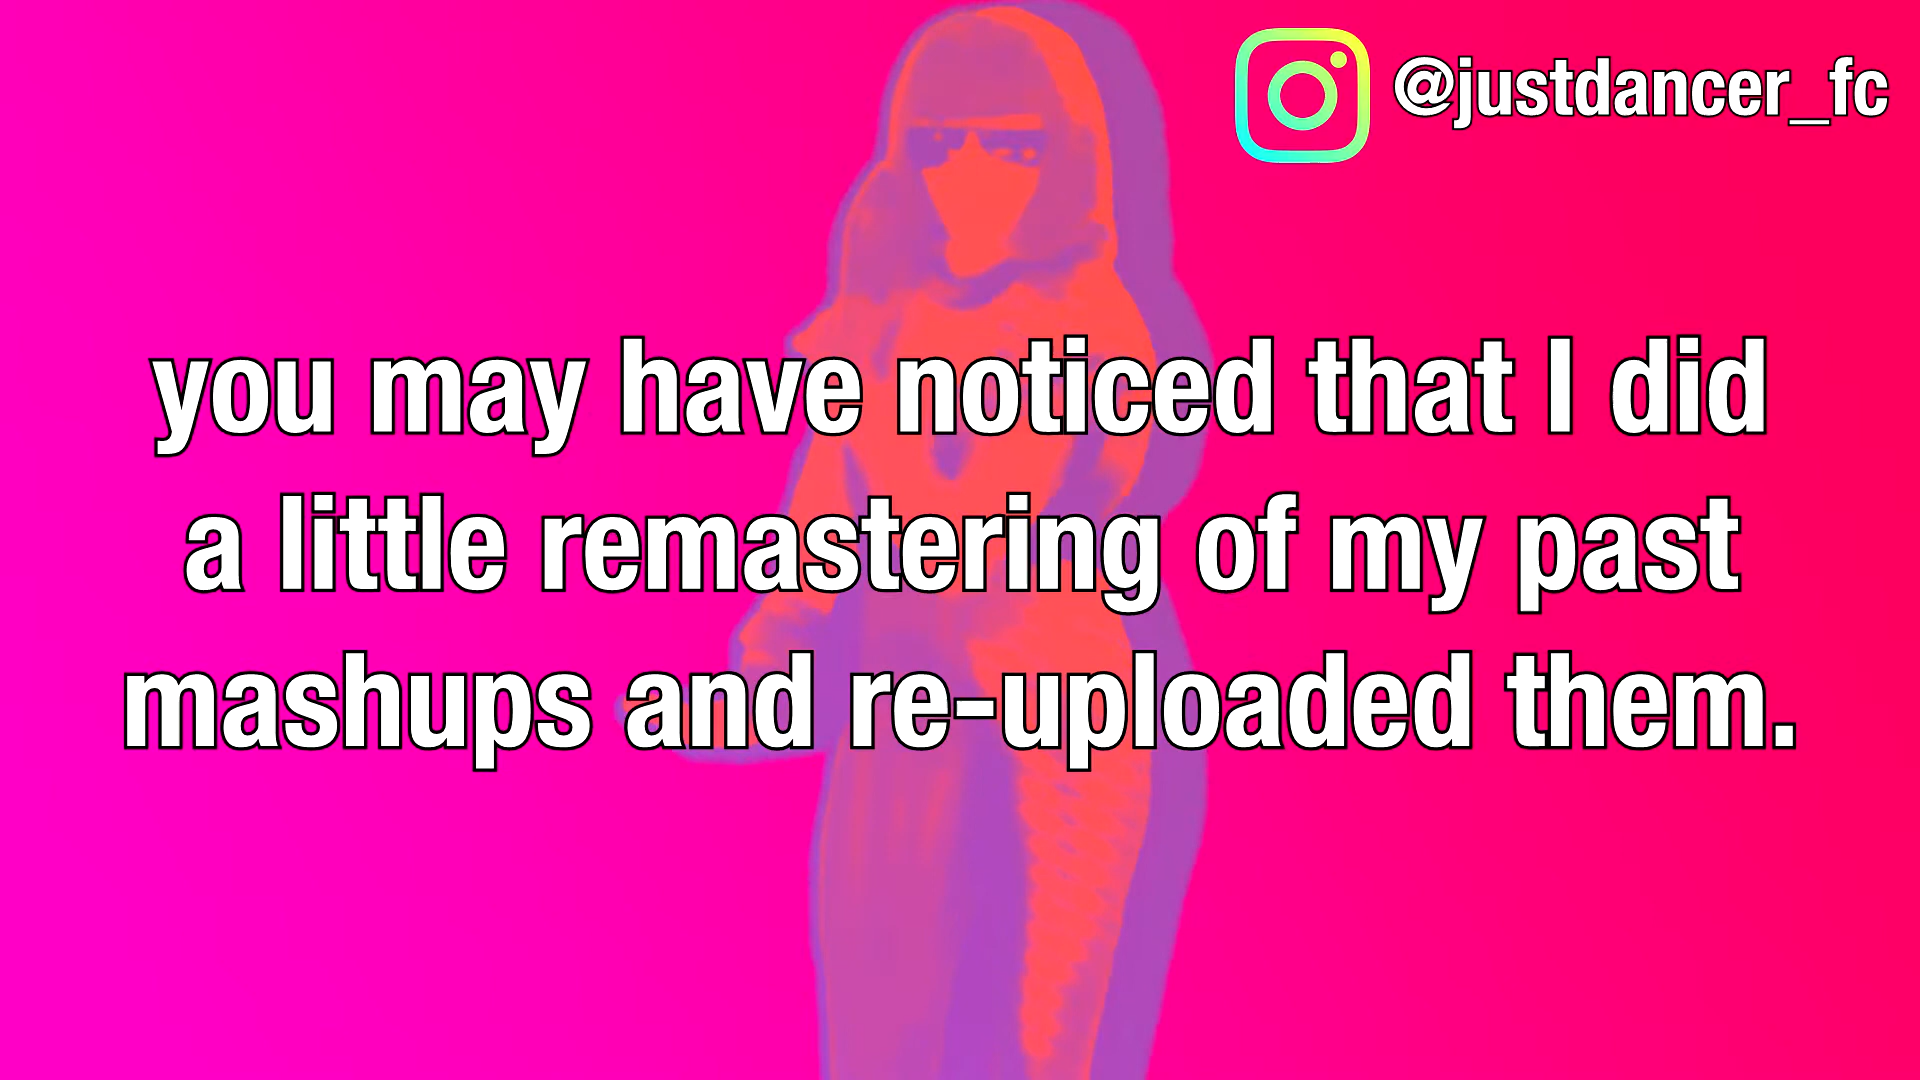 @justdancer_fc
you may have noticed that I did
a little remastering of my past
mashups and re-uploaded them.